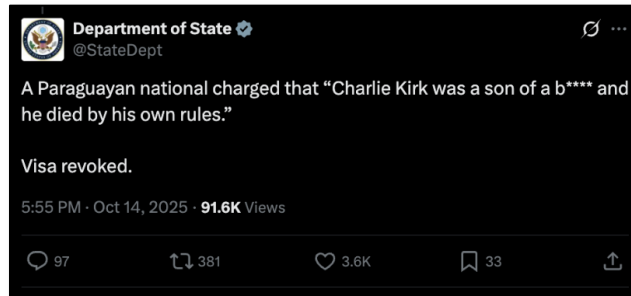 Department of State
@StateDept
A Paraguayan national charged that “Charlie Kirk was a son of a b**** and
he died by his own rules.”
Visa revoked.
5:55 PM · Oct 14, 2025 · 91.6K Views
97 381 3.6K 33